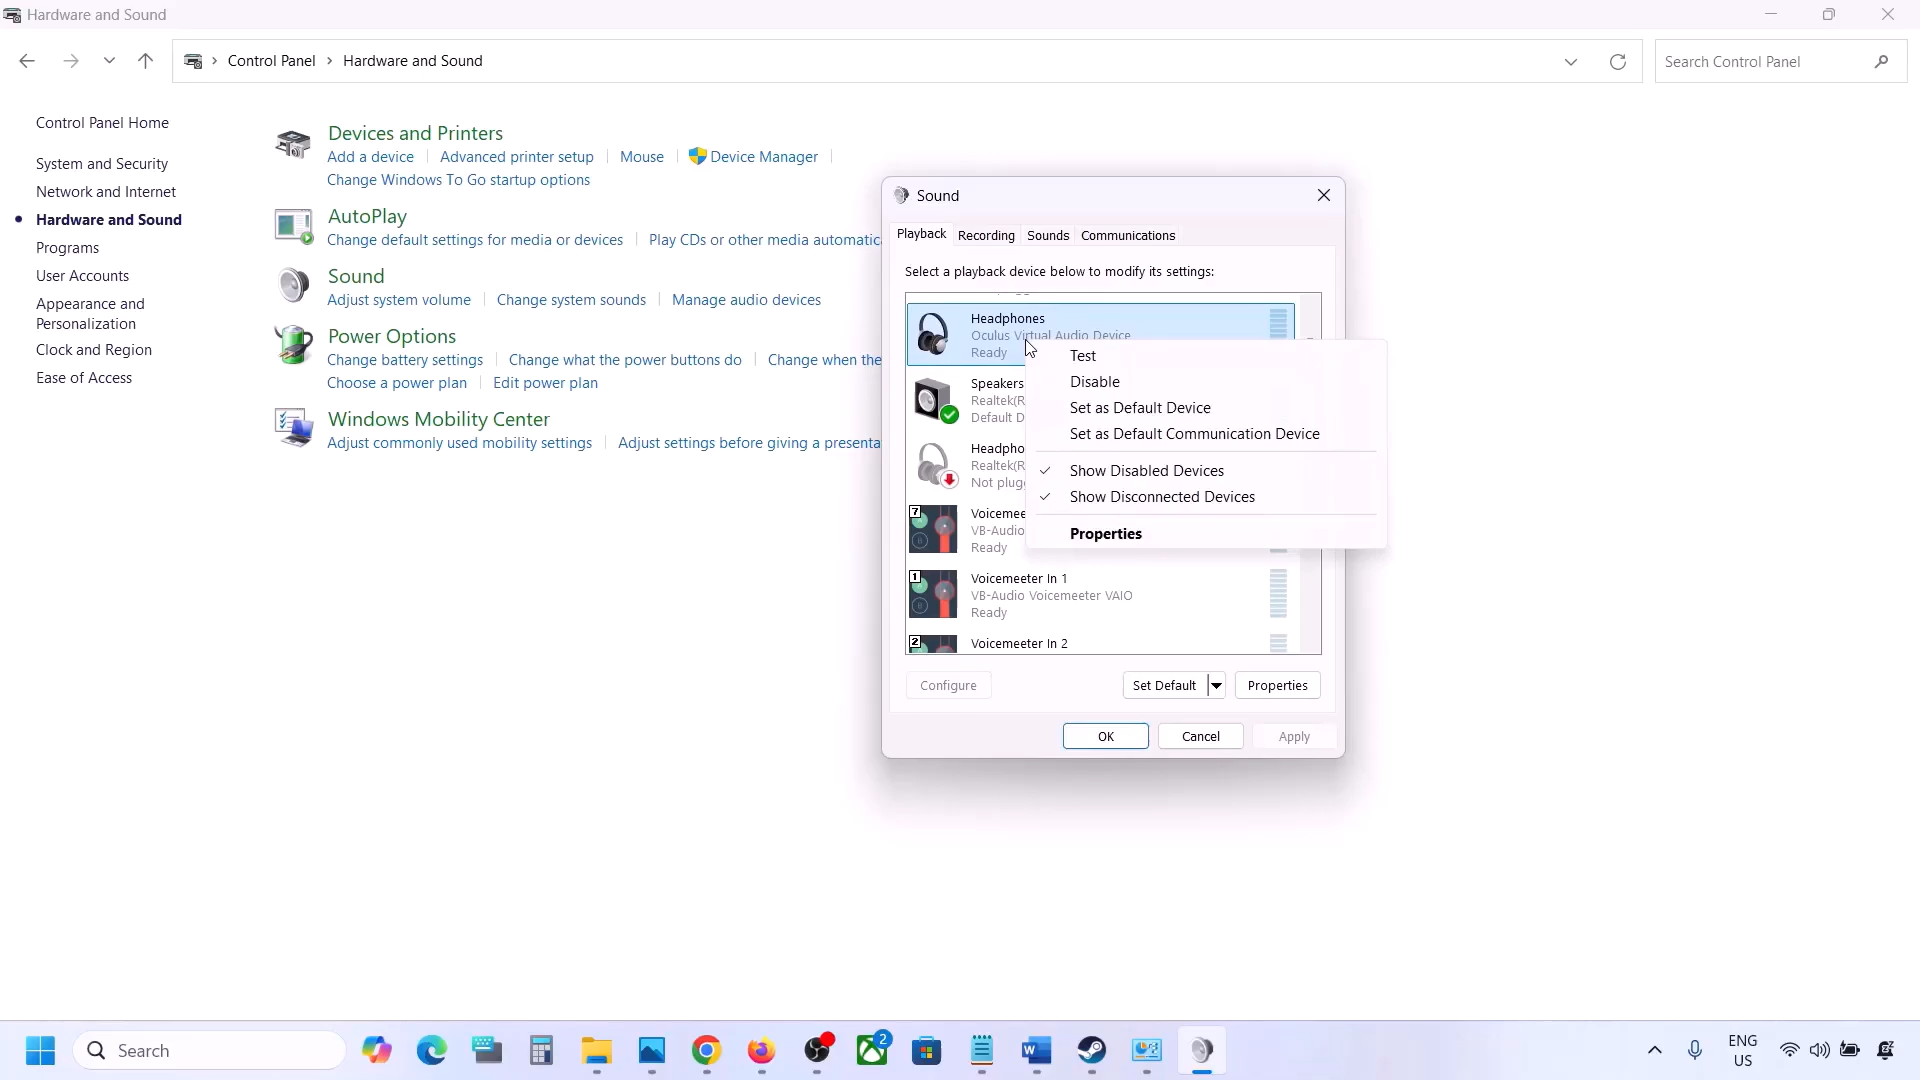 Hardware and Sound
Control Panel > Hardware and Sound
Search Control Panel
Control Panel Home
System and Security
Network and Internet
Hardware and Sound
Programs
User Accounts
Appearance and
Personalization
Clock and Region
Ease of Access
Devices and Printers
Add a device
Advanced printer setup
Mouse
Device Manager
Change Windows To Go startup options
AutoPlay
Change default settings for media or devices
Play CDs or other media automatica
Sound
Adjust system volume
Change system sounds
Manage audio devices
Power Options
Change battery settings
Change what the power buttons do
Change when the
Choose a power plan
Edit power plan
Windows Mobility Center
Adjust commonly used mobility settings
Adjust settings before giving a presenta
Sound
Playback
Recording
Sounds
Communications
Select a playback device below to modify its settings:
Headphones
Oculus Virtual Audio Device
Ready
Speakers
Realtek(R
Default D
Headpho
Realtek(R
Not plugg
7
Voicemee
VB-Audio
Ready
1
Voicemeeter In 1
VB-Audio Voicemeeter VAIO
Ready
2
Voicemeeter In 2
Test
Disable
Set as Default Device
Set as Default Communication Device
Show Disabled Devices
Show Disconnected Devices
Properties
Configure
Set Default
Properties
OK
Cancel
Apply
Search
2
ENG
US